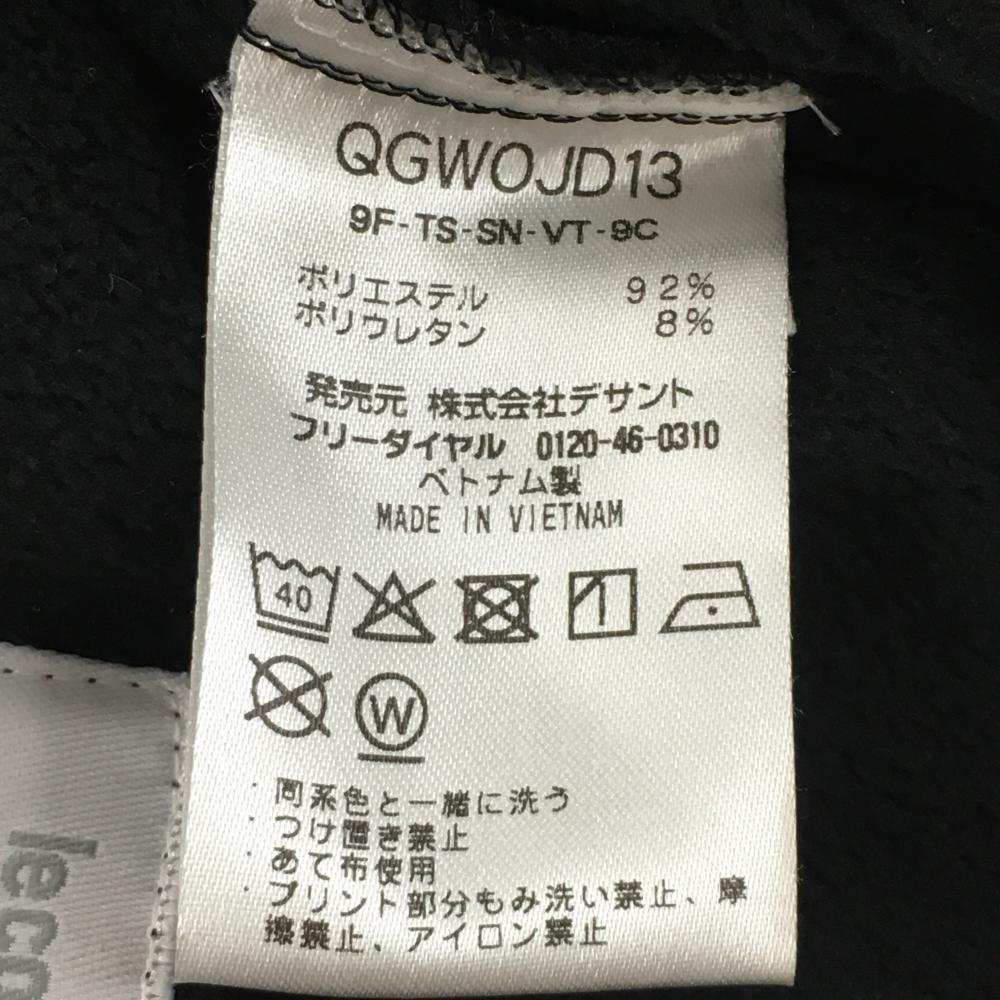 QGWOJD13
9F-TS-SN-VT-9C
ポリエステル 92%
ポリウレタン 8%
発売元 株式会社デサント
フリーダイヤル 0120-46-0310
ベトナム製
MADE IN VIETNAM
40
W
・同系色と一緒に洗う
・つけ置き禁止
・あて布使用
・プリント部分もみ洗い禁止、摩
擦禁止、アイロン禁止